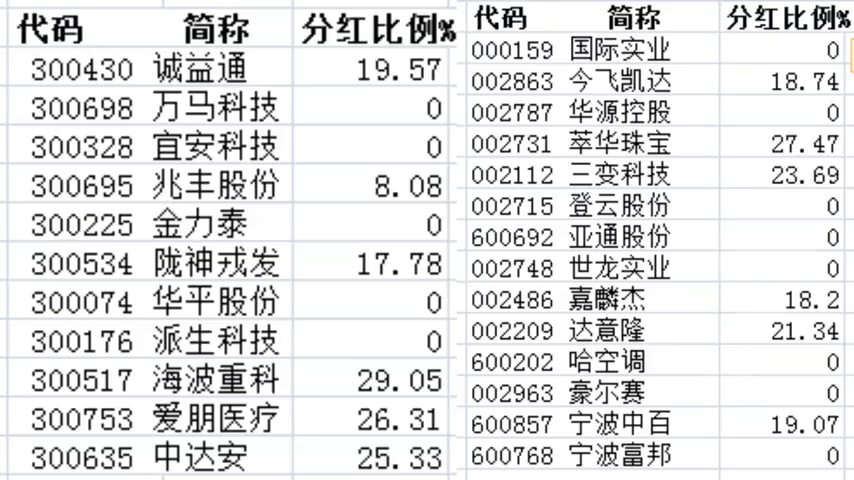 代码 简称 分红比例%
300430 诚益通 19.57
300698 万马科技 0
300328 宜安科技 0
300695 兆丰股份 8.08
300225 金力泰 0
300534 陇神戎发 17.78
300074 华平股份 0
300176 派生科技 0
300517 海波重科 29.05
300753 爱朋医疗 26.31
300635 中达安 25.33
代码 简称 分红比例%
000159 国际实业 0
002863 今飞凯达 18.74
002787 华源控股 0
002731 萃华珠宝 27.47
002112 三变科技 23.69
002715 登云股份 0
600692 亚通股份 0
002748 世龙实业 0
002486 嘉麟杰 18.2
002209 达意隆 21.34
600202 哈空调 0
002963 豪尔赛 0
600857 宁波中百 19.07
600768 宁波富邦 0